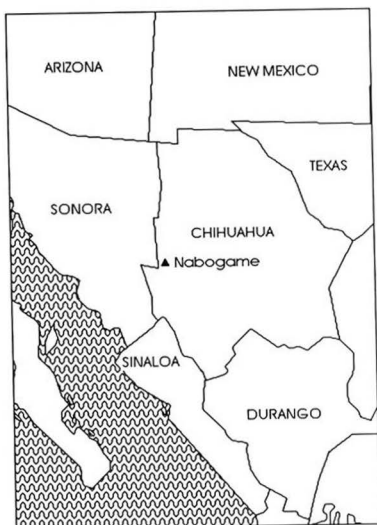 ARIZONA
NEW MEXICO
TEXAS
SONORA
CHIHUAHUA
Nabogame
SINALOA
DURANGO